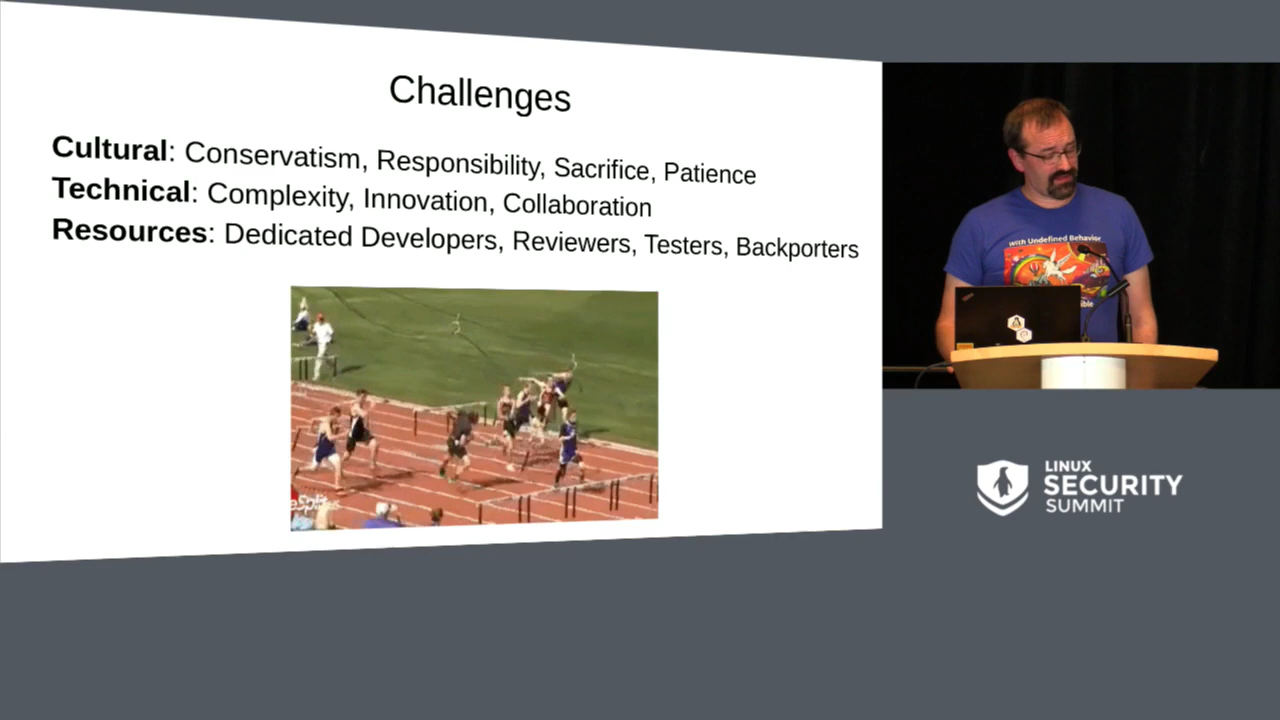 Challenges
Cultural: Conservatism, Responsibility, Sacrifice, Patience
Technical: Complexity, Innovation, Collaboration
Resources: Dedicated Developers, Reviewers, Testers, Backporters
with Undefined Behavior
LINUX
SECURITY
SUMMIT